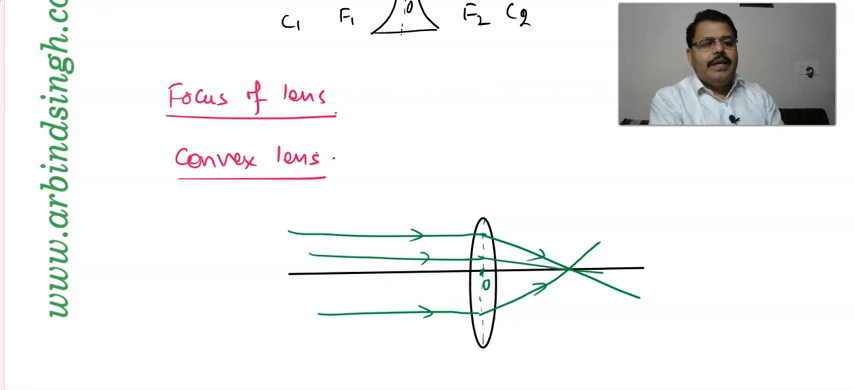 www.arbindsingh.co
O
C1 F1 F2 C2
Focus of lens.
Convex lens.
O